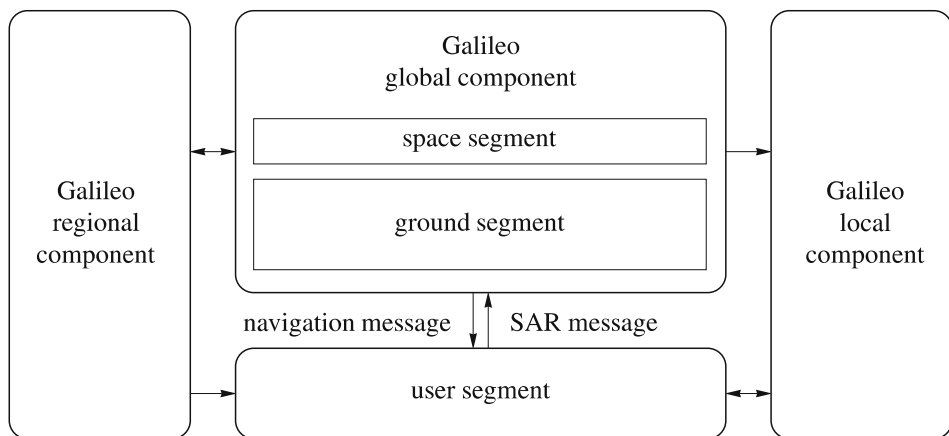 Galileo
global component
space segment
ground segment
Galileo
regional
component
Galileo
local
component
navigation message
SAR message
user segment